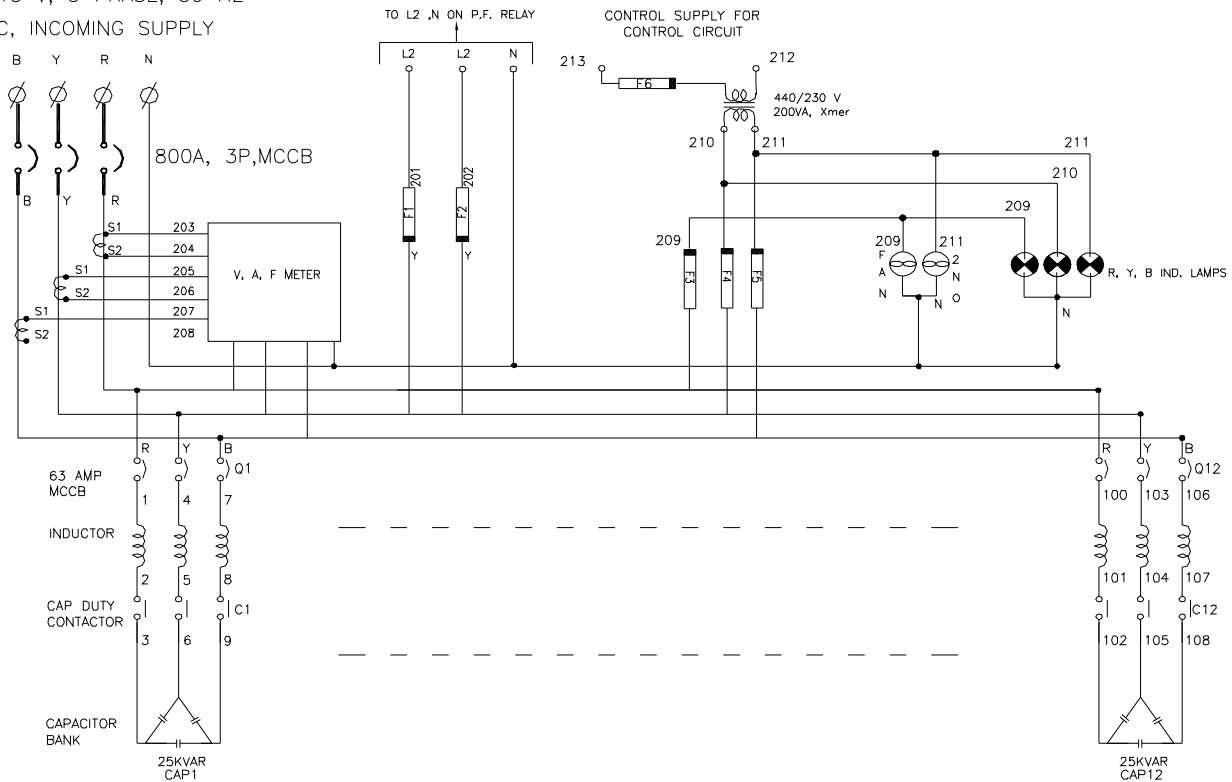 C, INCOMING SUPPLY
B Y R N
TO L2 ,N ON P.F. RELAY
L2 L2 N
CONTROL SUPPLY FOR
CONTROL CIRCUIT
213 212
F6
440/230 V
200VA, Xmer
210 211 211
210
800A, 3P,MCCB
B Y R
201 202
F1 F2
Y Y
209
209
F3 F4 F5
209 211
F A N
2 N O
N N
R, Y, B IND. LAMPS
N
S1 203
S2 204
S1 205
S2 206
S1 207
S2 208
V, A, F METER
R Y B
Q1
63 AMP
MCCB
1 4 7
INDUCTOR
2 5 8
CAP DUTY
CONTACTOR
C1
3 6 9
CAPACITOR
BANK
25KVAR
CAP1
R Y B
Q12
100 103 106
101 104 107
C12
102 105 108
25KVAR
CAP12